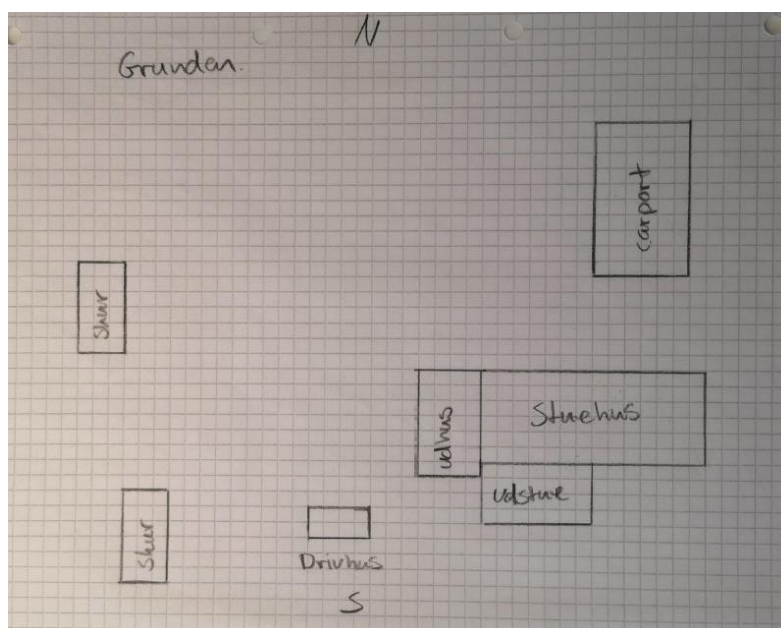 N
Grunden.
Carport
Skur
Udhus
Stuehus
Udstue
Skur
Drivhus
S